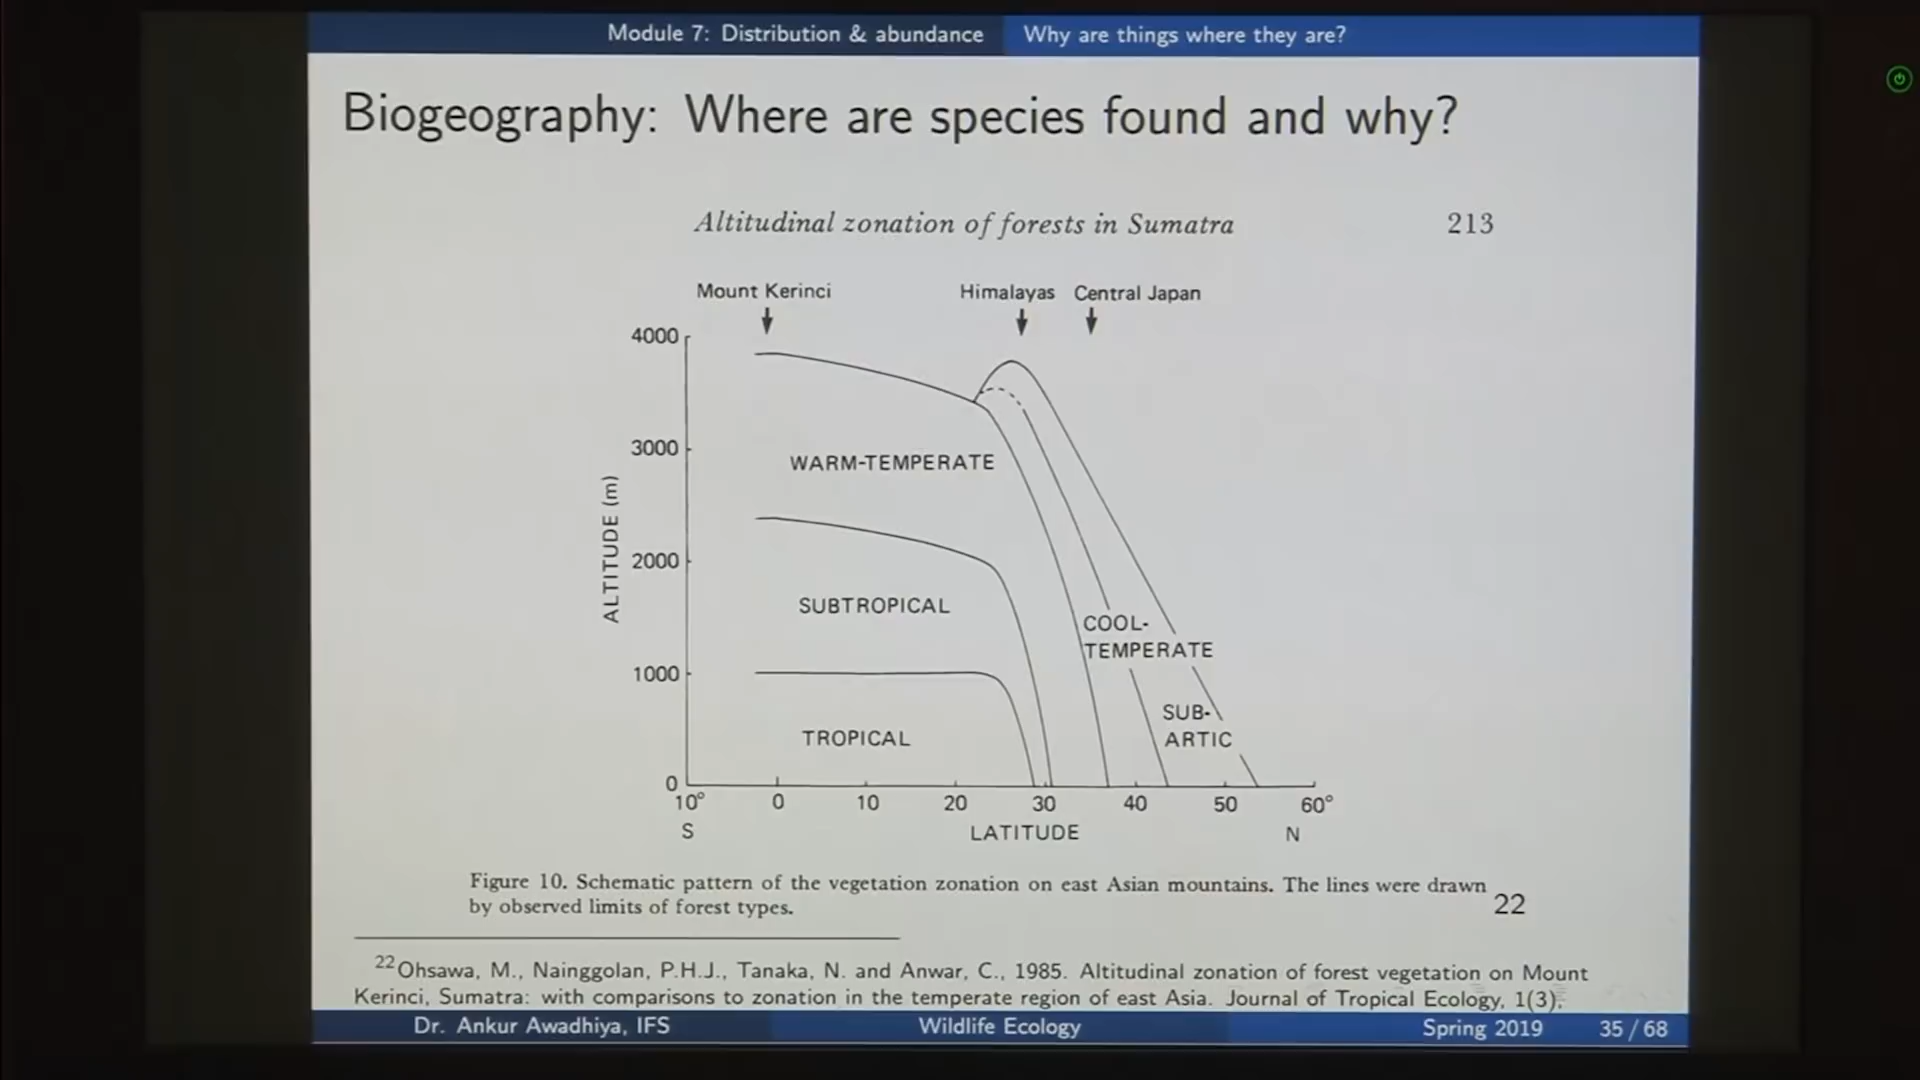 Module 7: Distribution & abundance
Why are things where they are?
Biogeography: Where are species found and why?
Altitudinal zonation of forests in Sumatra 213
Mount Kerinci Himalayas Central Japan
4000
3000
2000
1000
0
ALTITUDE (m)
WARM-TEMPERATE
SUBTROPICAL
TROPICAL
COOL-
TEMPERATE
SUB-
ARTIC
10° 0 10 20 30 40 50 60°
S LATITUDE N
Figure 10. Schematic pattern of the vegetation zonation on east Asian mountains. The lines were drawn
by observed limits of forest types. 22
22Ohsawa, M., Nainggolan, P.H.J., Tanaka, N. and Anwar, C., 1985. Altitudinal zonation of forest vegetation on Mount
Kerinci, Sumatra: with comparisons to zonation in the temperate region of east Asia. Journal of Tropical Ecology, 1(3),
Dr. Ankur Awadhiya, IFS Wildlife Ecology Spring 2019 35 / 68